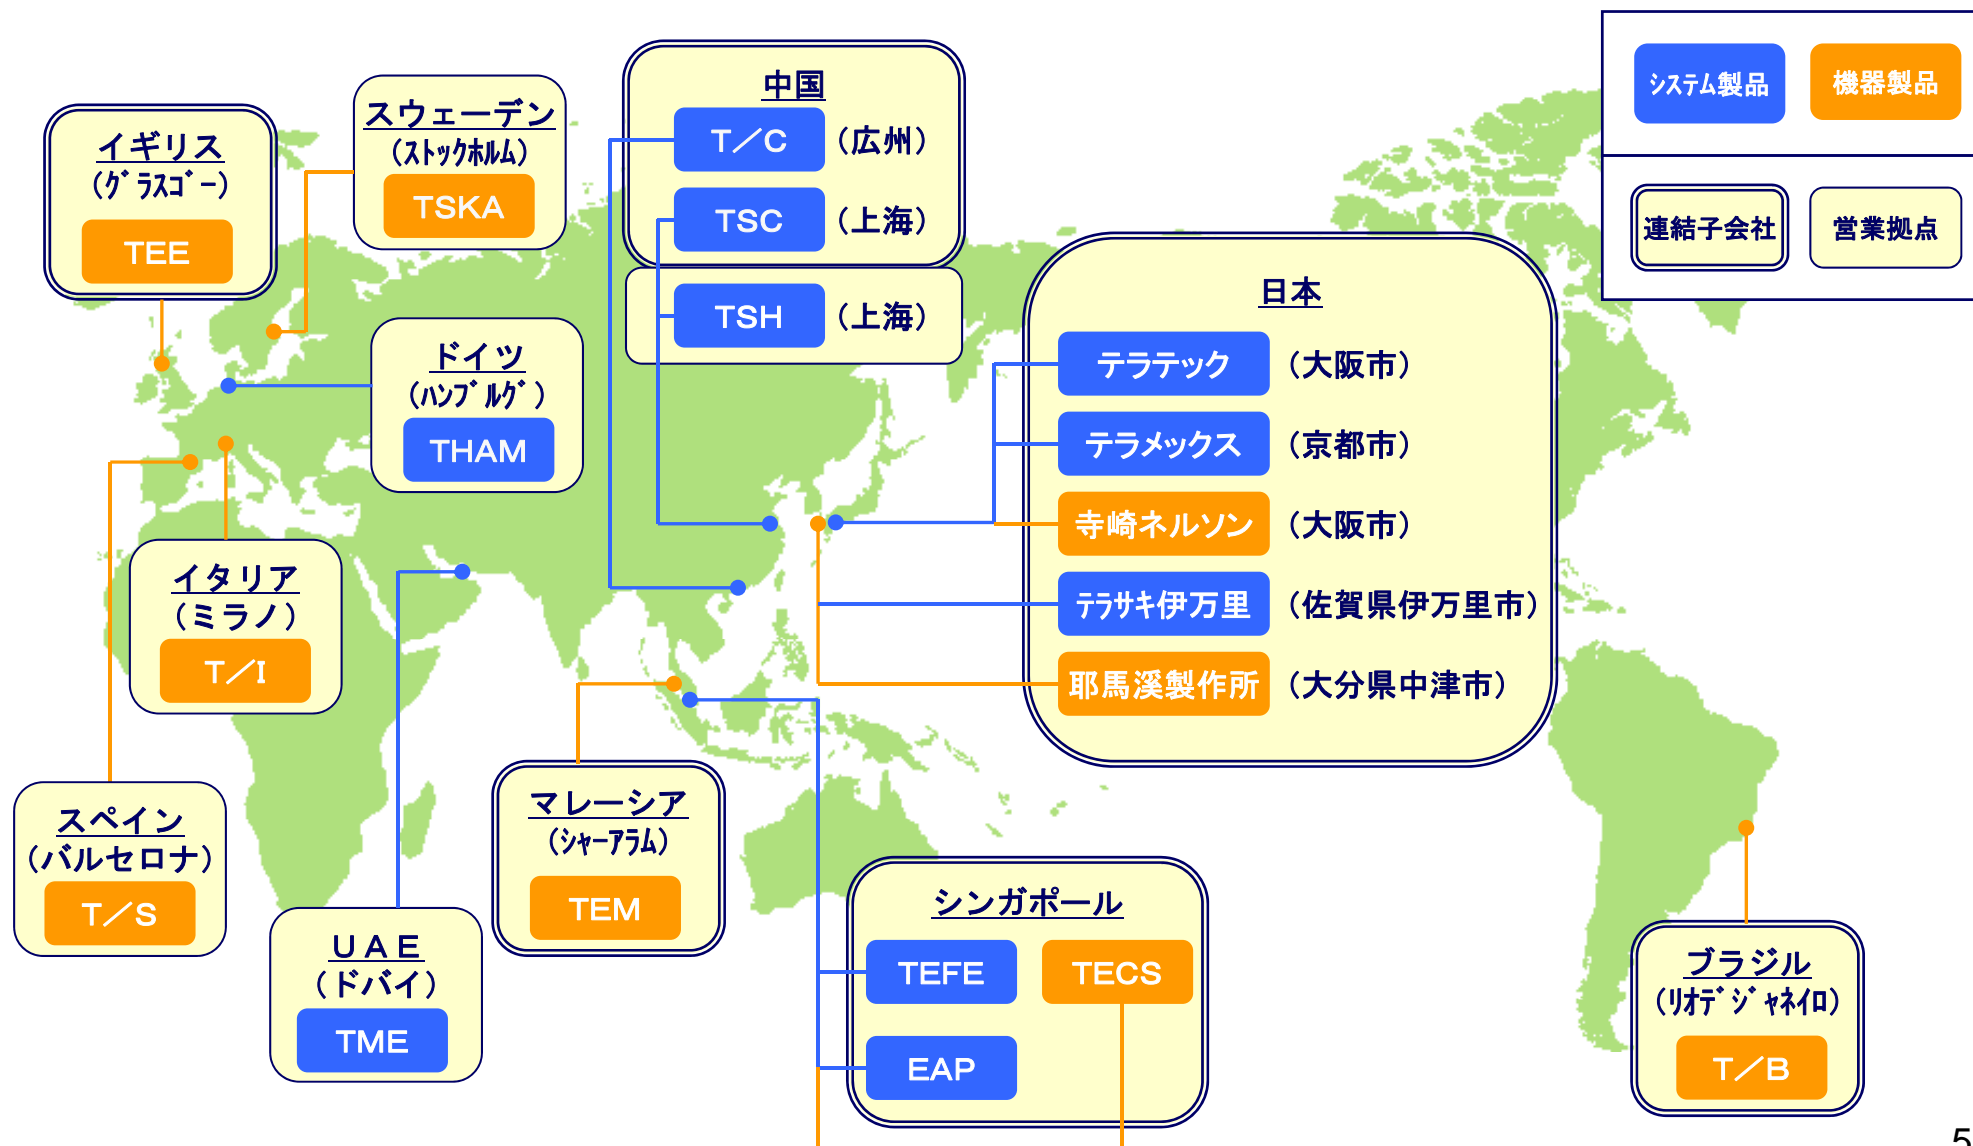 システム製品
機器製品
連結子会社
営業拠点
イギリス
(グラスゴー)
TEE
スウェーデン
(ストックホルム)
TSKA
中国
T/C (広州)
TSC (上海)
TSH (上海)
ドイツ
(ハンブルグ)
THAM
日本
テラテック (大阪市)
テラメックス (京都市)
寺崎ネルソン (大阪市)
テラサキ伊万里 (佐賀県伊万里市)
耶馬溪製作所 (大分県中津市)
イタリア
(ミラノ)
T/I
スペイン
(バルセロナ)
T/S
UAE
(ドバイ)
TME
マレーシア
(シャーアラム)
TEM
シンガポール
TEFE TECS
EAP
ブラジル
(リオデジャネイロ)
T/B
5